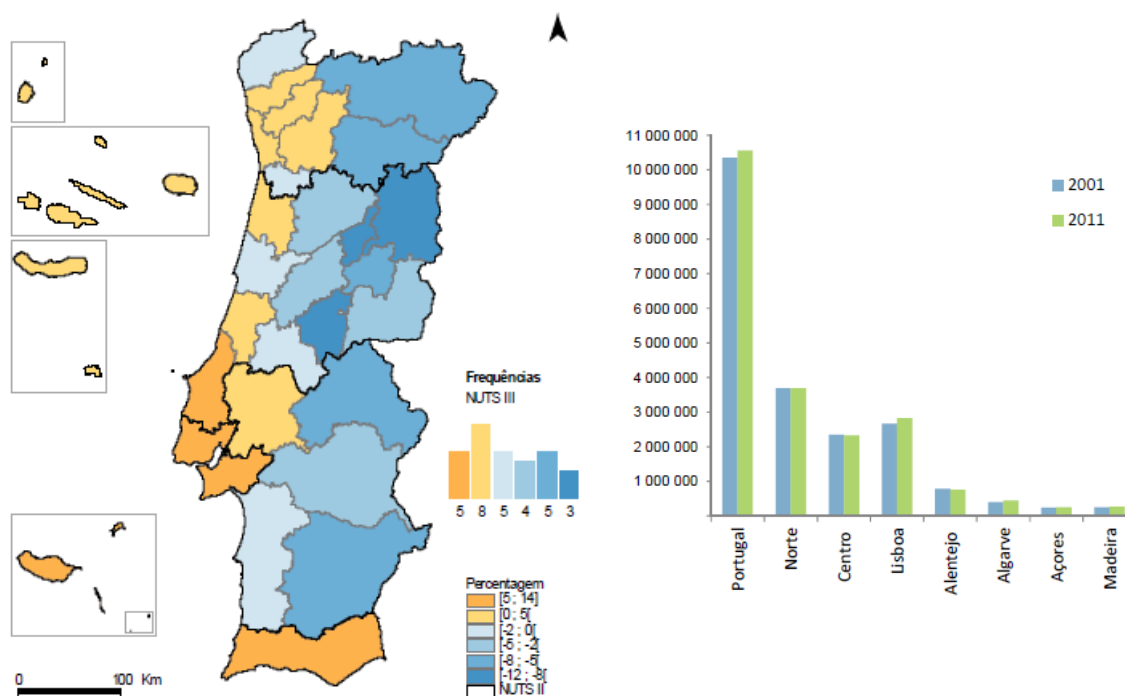 Frequências
NUTS III
5 8 5 4 5 3
Percentagem
[5 ; 14]
[0 ; 5[
[-2 ; 0[
[-5 ; -2[
[-8 ; -5[
[-12 ; -8[
NUTS II
0 100 Km
11 000 000
10 000 000
9 000 000
8 000 000
7 000 000
6 000 000
5 000 000
4 000 000
3 000 000
2 000 000
1 000 000
2001
2011
Portugal
Norte
Centro
Lisboa
Alentejo
Algarve
Açores
Madeira